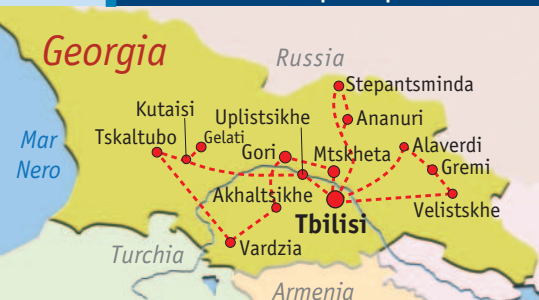 Georgia
Russia
Stepantsminda
Kutaisi
Uplistsikhe
Ananuri
Mar
Nero
Tskaltubo
Gelati
Gori
Mtskheta
Alaverdi
Gremi
Akhaltsikhe
Tbilisi
Velistskhe
Turchia
Vardzia
Armenia